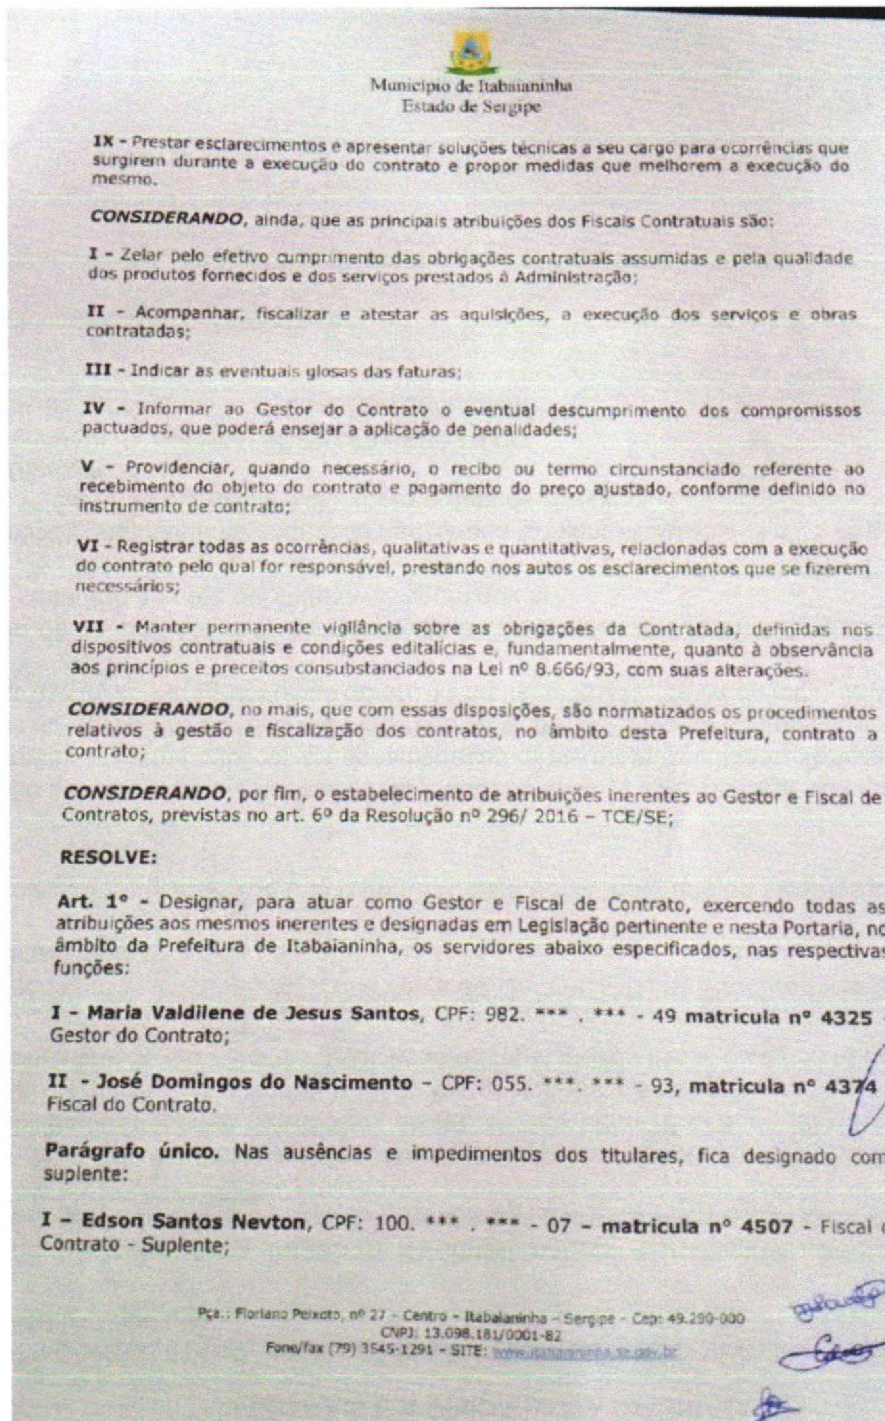 Município de Itabaianinha
Estado de Sergipe
IX - Prestar esclarecimentos e apresentar soluções técnicas a seu cargo para ocorrências que
surgirem durante a execução do contrato e propor medidas que melhorem a execução do
mesmo.
CONSIDERANDO, ainda, que as principais atribuições dos Fiscais Contratuais são:
I - Zelar pelo efetivo cumprimento das obrigações contratuais assumidas e pela qualidade
dos produtos fornecidos e dos serviços prestados à Administração;
II - Acompanhar, fiscalizar e atestar as aquisições, a execução dos serviços e obras
contratadas;
III - Indicar as eventuais glosas das faturas;
IV - Informar ao Gestor do Contrato o eventual descumprimento dos compromissos
pactuados, que poderá ensejar a aplicação de penalidades;
V - Providenciar, quando necessário, o recibo ou termo circunstanciado referente ao
recebimento do objeto do contrato e pagamento do preço ajustado, conforme definido no
instrumento de contrato;
VI - Registrar todas as ocorrências, qualitativas e quantitativas, relacionadas com a execução
do contrato pelo qual for responsável, prestando nos autos os esclarecimentos que se fizerem
necessários;
VII - Manter permanente vigilância sobre as obrigações da Contratada, definidas nos
dispositivos contratuais e condições editalícias e, fundamentalmente, quanto à observância
aos princípios e preceitos consubstanciados na Lei nº 8.666/93, com suas alterações.
CONSIDERANDO, no mais, que com essas disposições, são normatizados os procedimentos
relativos à gestão e fiscalização dos contratos, no âmbito desta Prefeitura, contrato a
contrato;
CONSIDERANDO, por fim, o estabelecimento de atribuições inerentes ao Gestor e Fiscal de
Contratos, previstas no art. 6º da Resolução nº 296/ 2016 – TCE/SE;
RESOLVE:
Art. 1º - Designar, para atuar como Gestor e Fiscal de Contrato, exercendo todas as
atribuições aos mesmos inerentes e designadas em Legislação pertinente e nesta Portaria, no
âmbito da Prefeitura de Itabaianinha, os servidores abaixo especificados, nas respectivas
funções:
I - Maria Valdilene de Jesus Santos, CPF: 982. *** . *** - 49 matricula nº 4325 -
Gestor do Contrato;
II - José Domingos do Nascimento – CPF: 055. ***. *** - 93, matricula nº 4374
Fiscal do Contrato.
Parágrafo único. Nas ausências e impedimentos dos titulares, fica designado com
suplente:
I – Edson Santos Nevton, CPF: 100. *** . *** - 07 – matricula nº 4507 - Fiscal
Contrato - Suplente;
Pça.: Floriano Peixoto, nº 27 – Centro – Itabaianinha – Sergipe – Cep: 49.290-000
CNPJ: 13.098.181/0001-82
Fone/fax (79) 3545-1291 – SITE: www.itabaianinha.se.gov.br